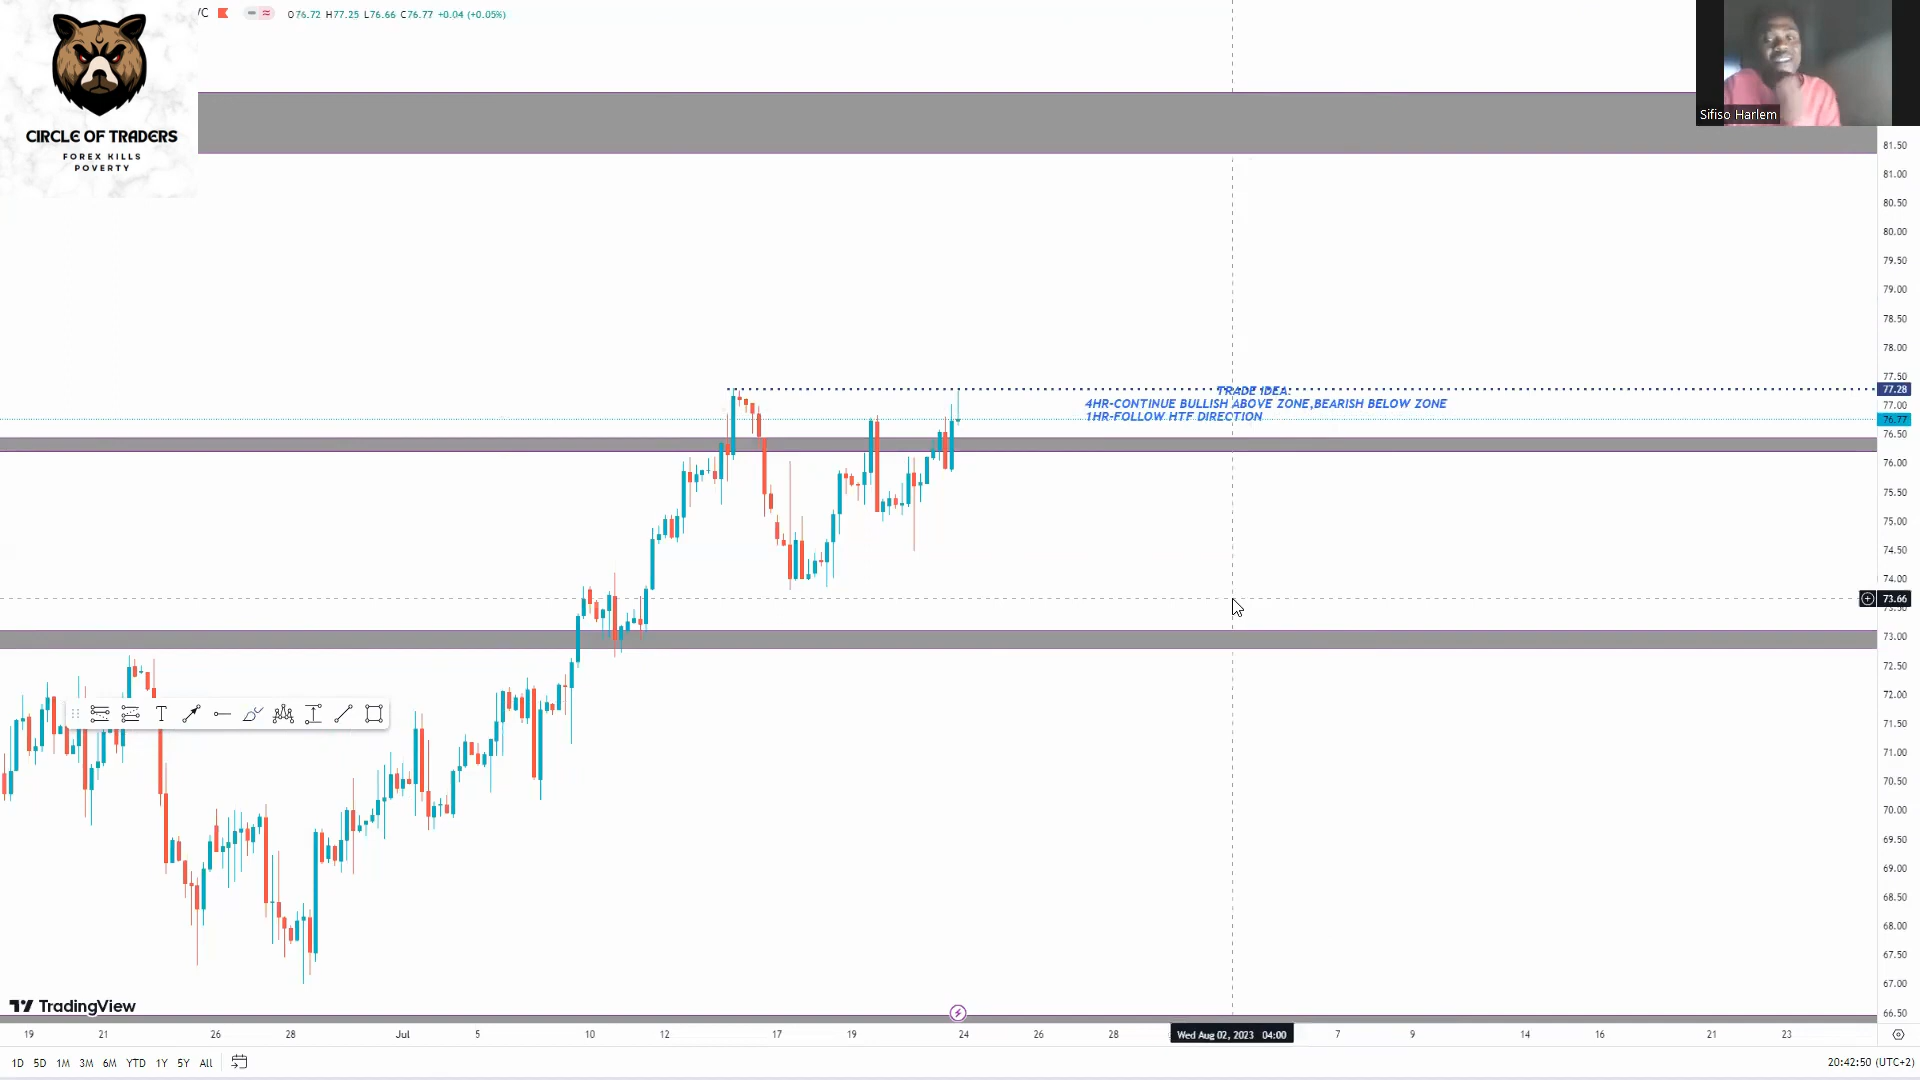 CIRCLE OF TRADERS
FOREX KILLS
POVERTY
O76.72 H77.25 L76.66 C76.77 +0.04 (+0.05%)
Sifiso Harlem
81.50
81.00
80.50
80.00
79.50
79.00
78.50
78.00
77.50
77.28
77.00
76.77
76.50
76.00
75.50
75.00
74.50
74.00
73.66
73.00
72.50
72.00
71.50
71.00
70.50
70.00
69.50
69.00
68.50
68.00
67.50
67.00
66.50
TRADE IDEA:
4HR-CONTINUE BULLISH ABOVE ZONE,BEARISH BELOW ZONE
1HR-FOLLOW HTF DIRECTION
TradingView
19 21 26 28 Jul 5 10 12 17 19 24 26 28 Wed Aug 02, 2023 04:00 7 9 14 16 21 23
1D 5D 1M 3M 6M YTD 1Y 5Y All
20:42:50 (UTC+2)